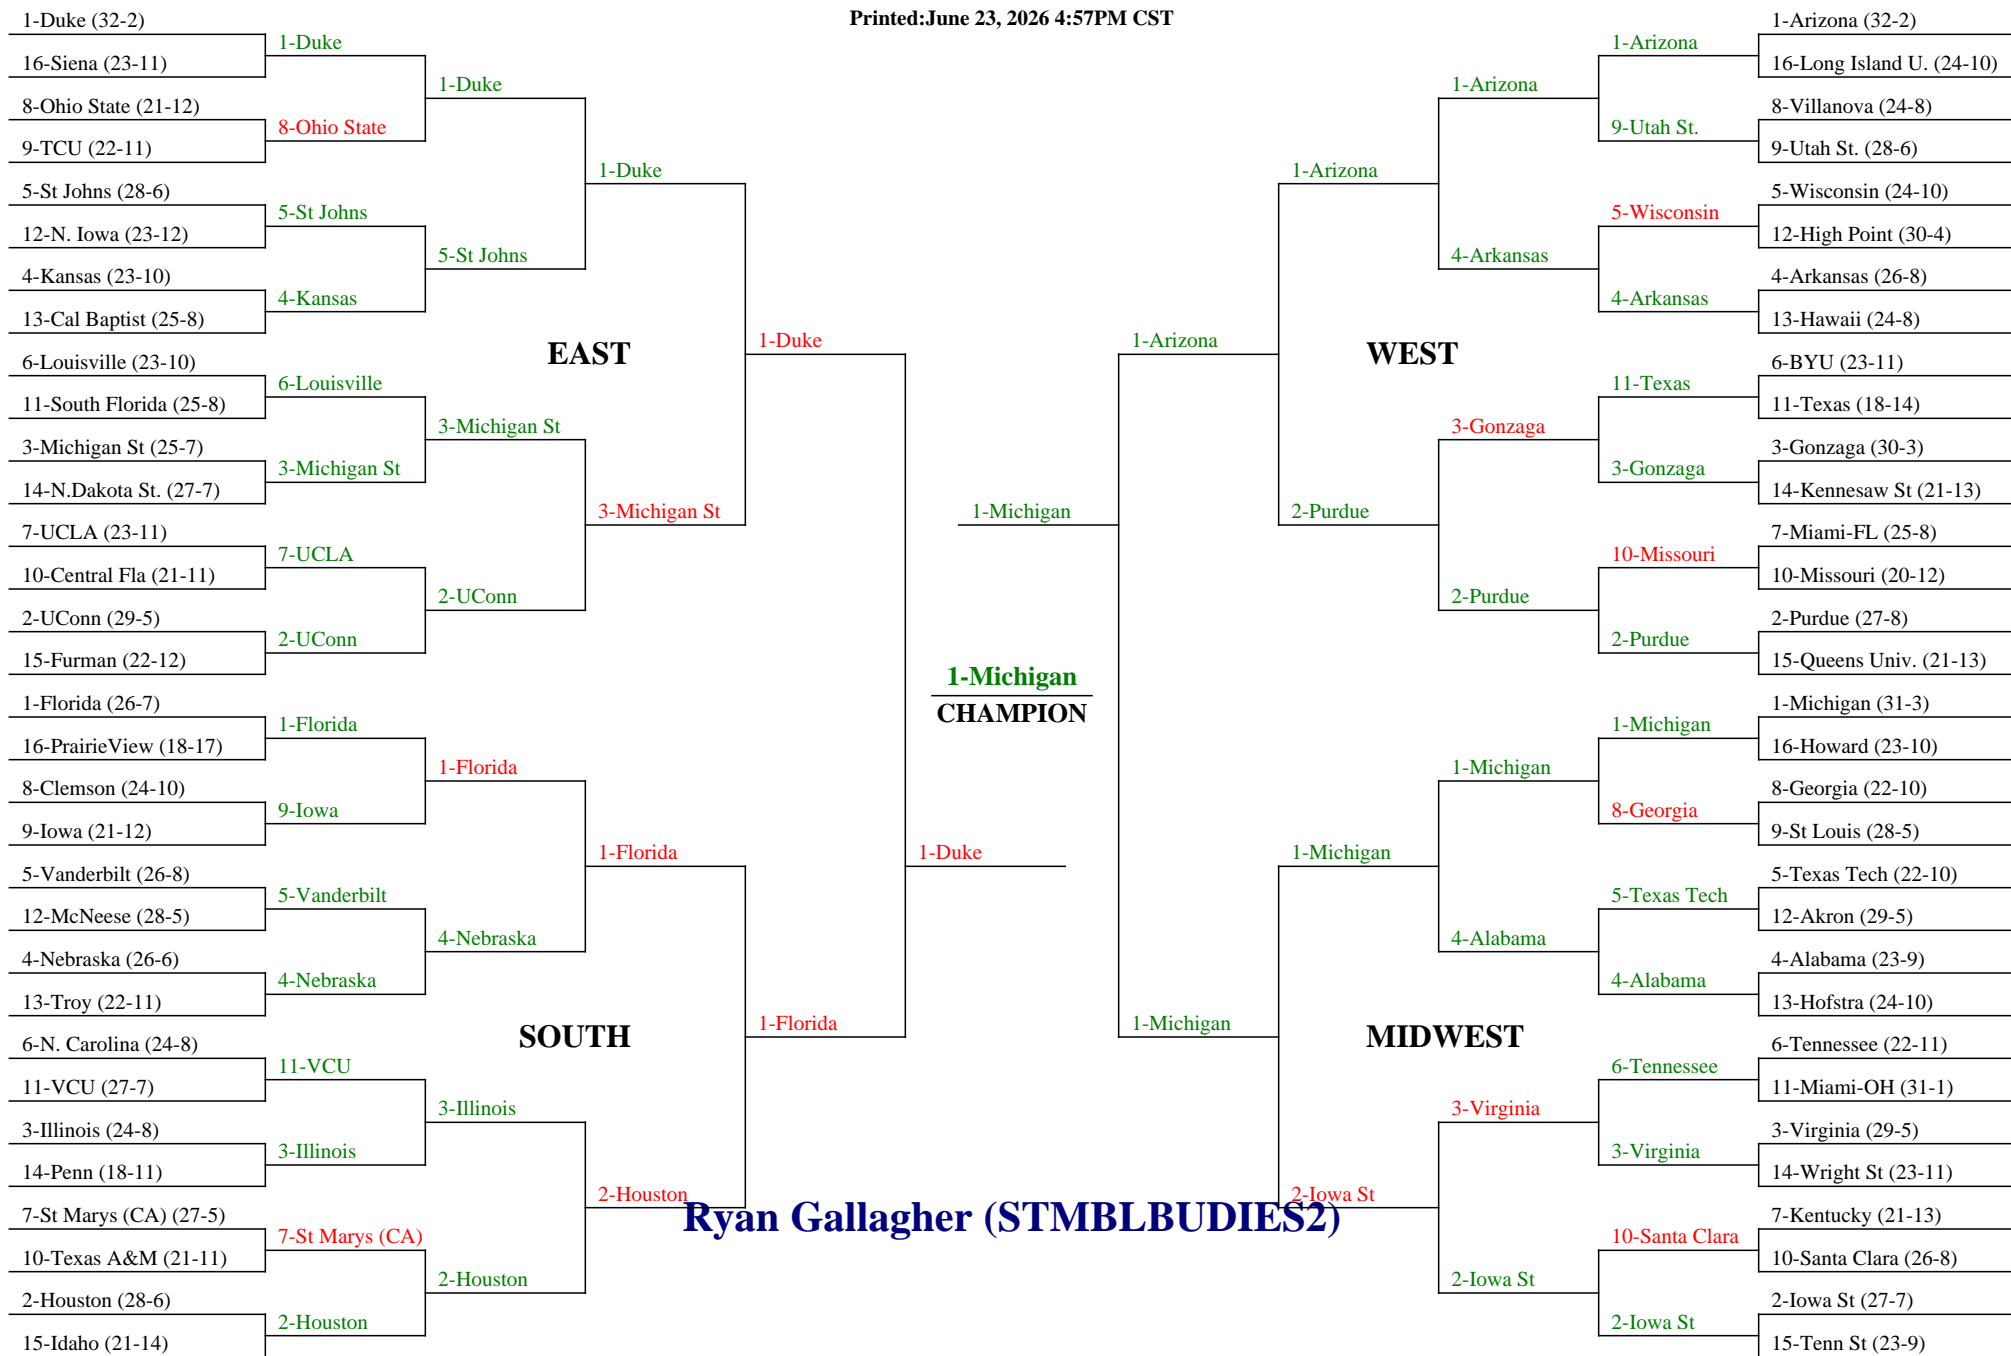 Printed:June 23, 2026 4:57PM CST
1-Duke (32-2)
16-Siena (23-11)
8-Ohio State (21-12)
9-TCU (22-11)
5-St Johns (28-6)
12-N. Iowa (23-12)
4-Kansas (23-10)
13-Cal Baptist (25-8)
6-Louisville (23-10)
11-South Florida (25-8)
3-Michigan St (25-7)
14-N.Dakota St. (27-7)
7-UCLA (23-11)
10-Central Fla (21-11)
2-UConn (29-5)
15-Furman (22-12)
1-Florida (26-7)
16-PrairieView (18-17)
8-Clemson (24-10)
9-Iowa (21-12)
5-Vanderbilt (26-8)
12-McNeese (28-5)
4-Nebraska (26-6)
13-Troy (22-11)
6-N. Carolina (24-8)
11-VCU (27-7)
3-Illinois (24-8)
14-Penn (18-11)
7-St Marys (CA) (27-5)
10-Texas A&M (21-11)
2-Houston (28-6)
15-Idaho (21-14)
1-Duke
8-Ohio State
5-St Johns
4-Kansas
6-Louisville
3-Michigan St
7-UCLA
2-UConn
1-Florida
9-Iowa
5-Vanderbilt
4-Nebraska
11-VCU
3-Illinois
7-St Marys (CA)
2-Houston
1-Duke
5-St Johns
3-Michigan St
2-UConn
1-Florida
4-Nebraska
3-Illinois
2-Houston
EAST
SOUTH
1-Duke
3-Michigan St
1-Florida
2-Houston
1-Duke
1-Florida
1-Duke
1-Michigan
1-Michigan
CHAMPION
Ryan Gallagher (STMBLBUDIES2)
1-Arizona
1-Michigan
1-Arizona
2-Purdue
1-Michigan
2-Iowa St
WEST
MIDWEST
1-Arizona
4-Arkansas
3-Gonzaga
2-Purdue
1-Michigan
4-Alabama
3-Virginia
2-Iowa St
1-Arizona
9-Utah St.
5-Wisconsin
4-Arkansas
11-Texas
3-Gonzaga
10-Missouri
2-Purdue
1-Michigan
8-Georgia
5-Texas Tech
4-Alabama
6-Tennessee
3-Virginia
10-Santa Clara
2-Iowa St
1-Arizona (32-2)
16-Long Island U. (24-10)
8-Villanova (24-8)
9-Utah St. (28-6)
5-Wisconsin (24-10)
12-High Point (30-4)
4-Arkansas (26-8)
13-Hawaii (24-8)
6-BYU (23-11)
11-Texas (18-14)
3-Gonzaga (30-3)
14-Kennesaw St (21-13)
7-Miami-FL (25-8)
10-Missouri (20-12)
2-Purdue (27-8)
15-Queens Univ. (21-13)
1-Michigan (31-3)
16-Howard (23-10)
8-Georgia (22-10)
9-St Louis (28-5)
5-Texas Tech (22-10)
12-Akron (29-5)
4-Alabama (23-9)
13-Hofstra (24-10)
6-Tennessee (22-11)
11-Miami-OH (31-1)
3-Virginia (29-5)
14-Wright St (23-11)
7-Kentucky (21-13)
10-Santa Clara (26-8)
2-Iowa St (27-7)
15-Tenn St (23-9)